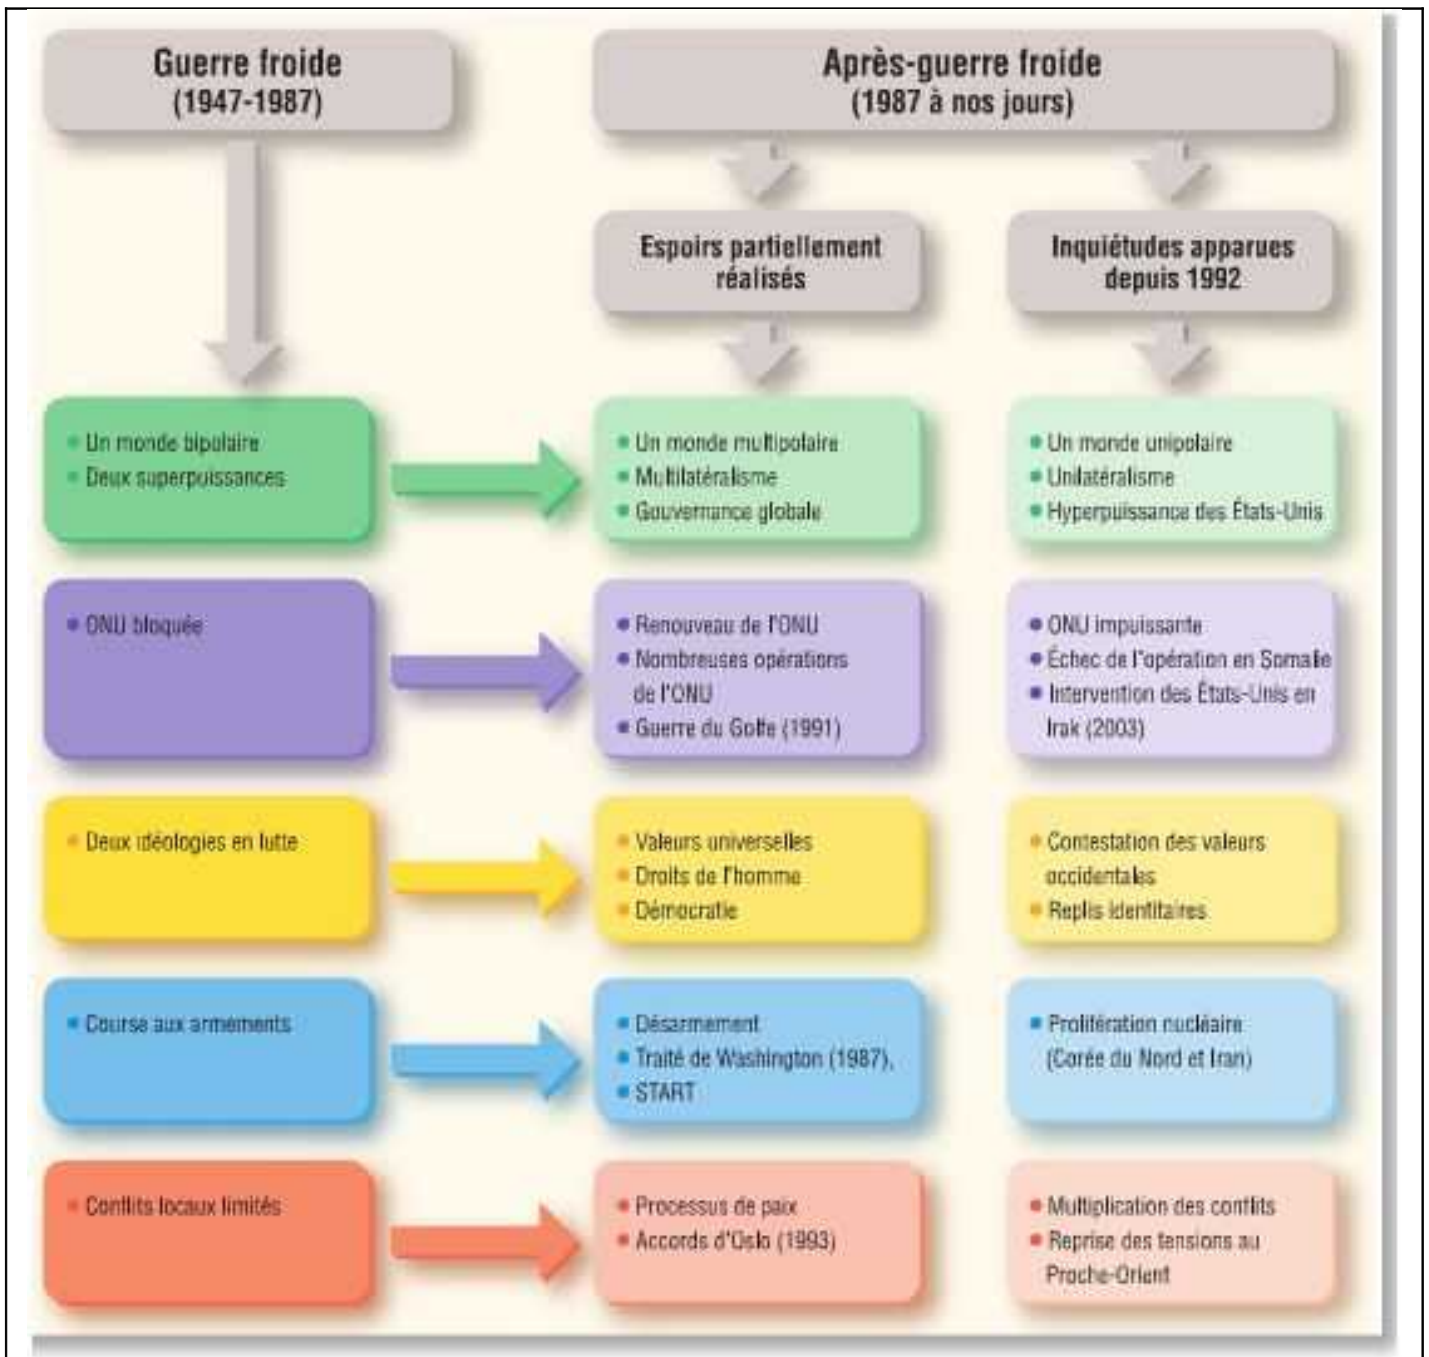 Guerre froide
(1947-1987)
Après-guerre froide
(1987 à nos jours)
Espoirs partiellement
réalisés
Inquiétudes apparues
depuis 1992
• Un monde bipolaire
• Deux superpuissances
• Un monde multipolaire
• Multilatéralisme
• Gouvernance globale
• Un monde unipolaire
• Unilatéralisme
• Hyperpuissance des États-Unis
• ONU bloquée
• Renouveau de l'ONU
• Nombreuses opérations
de l'ONU
• Guerre du Golfe (1991)
• ONU impuissante
• Échec de l'opération en Somalie
• Intervention des États-Unis en
Irak (2003)
• Deux idéologies en lutte
• Valeurs universelles
• Droits de l'homme
• Démocratie
• Contestation des valeurs
occidentales
• Replis identitaires
• Course aux armements
• Désarmement
• Traité de Washington (1987),
• START
• Prolifération nucléaire
(Corée du Nord et Iran)
• Conflits locaux limités
• Processus de paix
• Accords d'Oslo (1993)
• Multiplication des conflits
• Reprise des tensions au
Proche-Orient